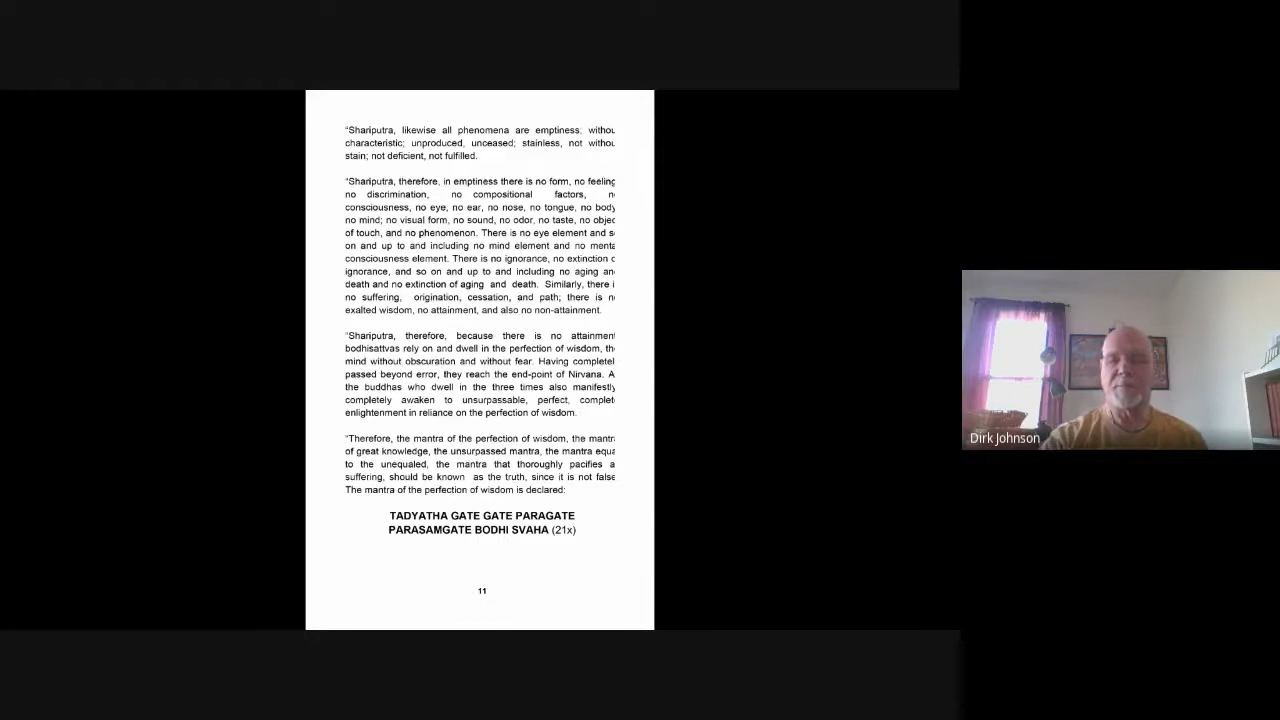 "Shariputra, likewise all phenomena are emptiness; withou
characteristic; unproduced, unceased; stainless, not withou
stain; not deficient, not fulfilled.
"Shariputra, therefore, in emptiness there is no form, no feeling
no discrimination, no compositional factors, n
consciousness, no eye, no ear, no nose, no tongue, no body
no mind; no visual form, no sound, no odor, no taste, no objec
of touch, and no phenomenon. There is no eye element and s
on and up to and including no mind element and no menta
consciousness element. There is no ignorance, no extinction o
ignorance, and so on and up to and including no aging an
death and no extinction of aging and death. Similarly, there i
no suffering, origination, cessation, and path; there is n
exalted wisdom, no attainment, and also no non-attainment.
"Shariputra, therefore, because there is no attainment
bodhisattvas rely on and dwell in the perfection of wisdom, th
mind without obscuration and without fear. Having completel
passed beyond error, they reach the end-point of Nirvana. A
the buddhas who dwell in the three times also manifestly
completely awaken to unsurpassable, perfect, complet
enlightenment in reliance on the perfection of wisdom.
"Therefore, the mantra of the perfection of wisdom, the mantra
of great knowledge, the unsurpassed mantra, the mantra equa
to the unequaled, the mantra that thoroughly pacifies a
suffering, should be known as the truth, since it is not false
The mantra of the perfection of wisdom is declared:
TADYATHA GATE GATE PARAGATE
PARASAMGATE BODHI SVAHA (21x)
11
Dirk Johnson